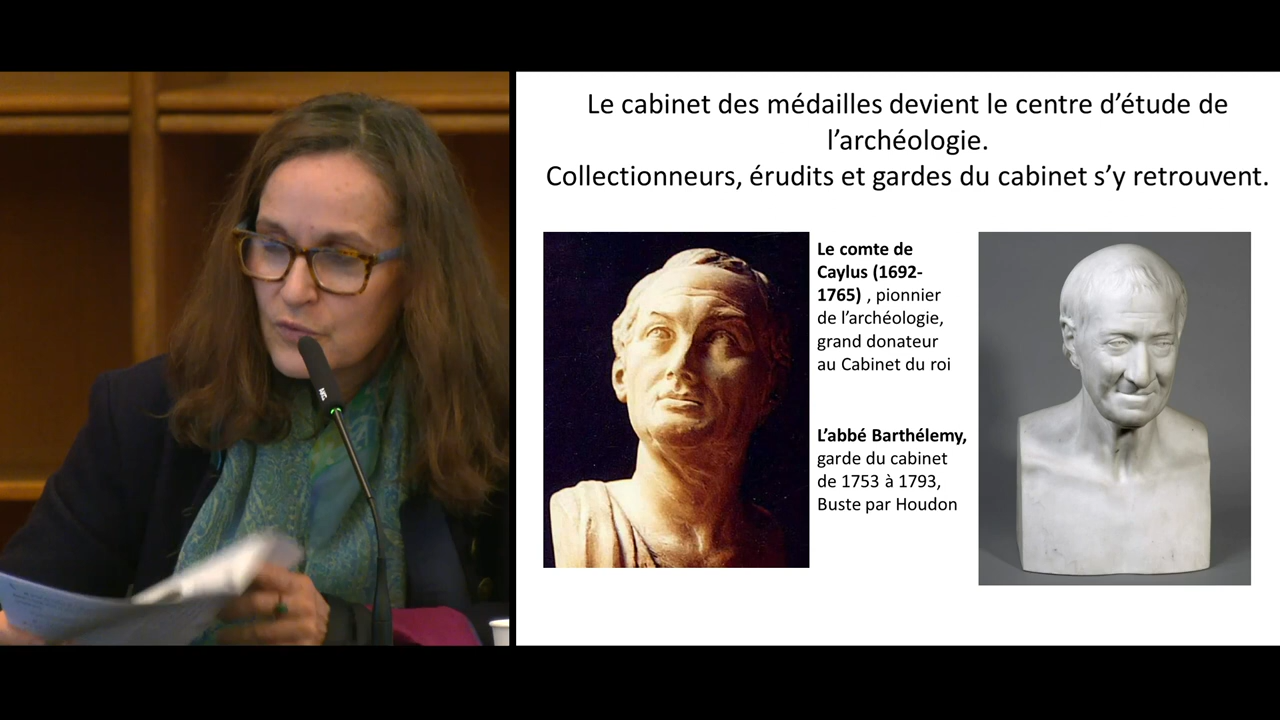 Le cabinet des médailles devient le centre d’étude de
l’archéologie.
Collectionneurs, érudits et gardes du cabinet s’y retrouvent.
Le comte de
Caylus (1692-
1765) , pionnier
de l’archéologie,
grand donateur
au Cabinet du roi
L’abbé Barthélemy,
garde du cabinet
de 1753 à 1793,
Buste par Houdon